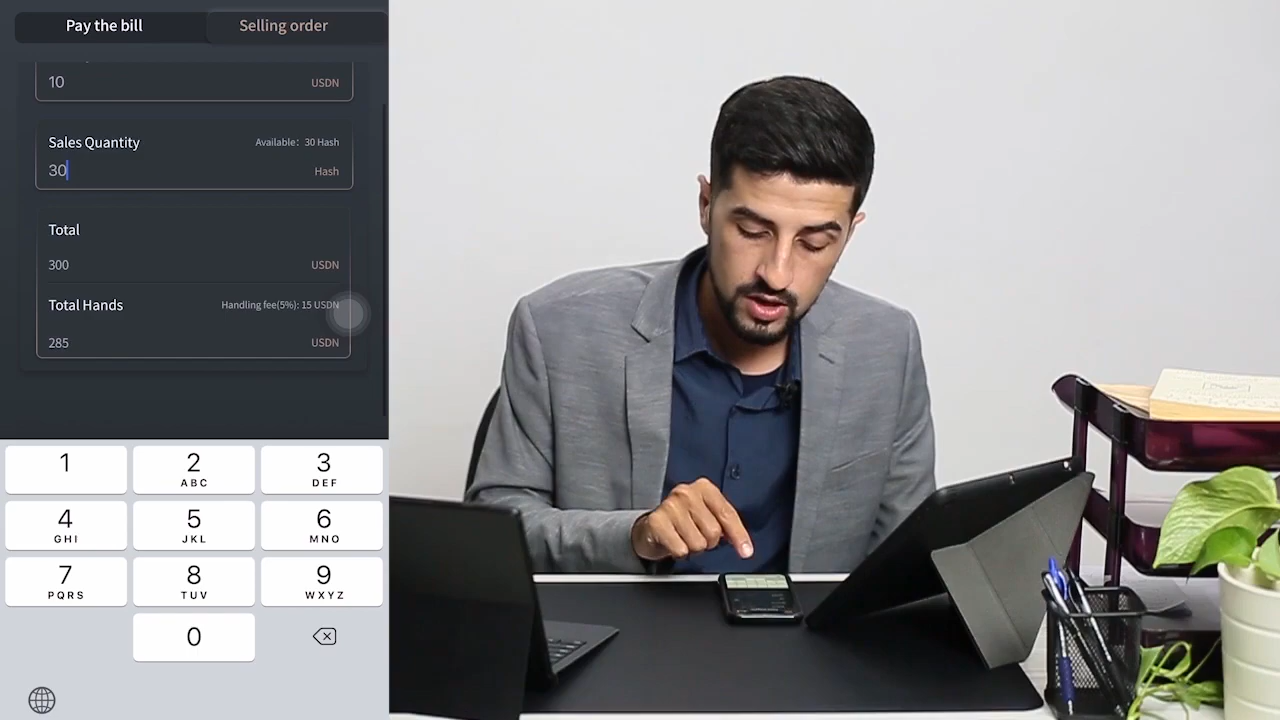 Pay the bill
Selling order
10 USDN
Sales Quantity Available: 30 Hash
30 Hash
Total
300 USDN
Total Hands Handling fee(5%): 15 USDN
285 USDN
1
2 ABC
3 DEF
4 GHI
5 JKL
6 MNO
7 PQRS
8 TUV
9 WXYZ
0